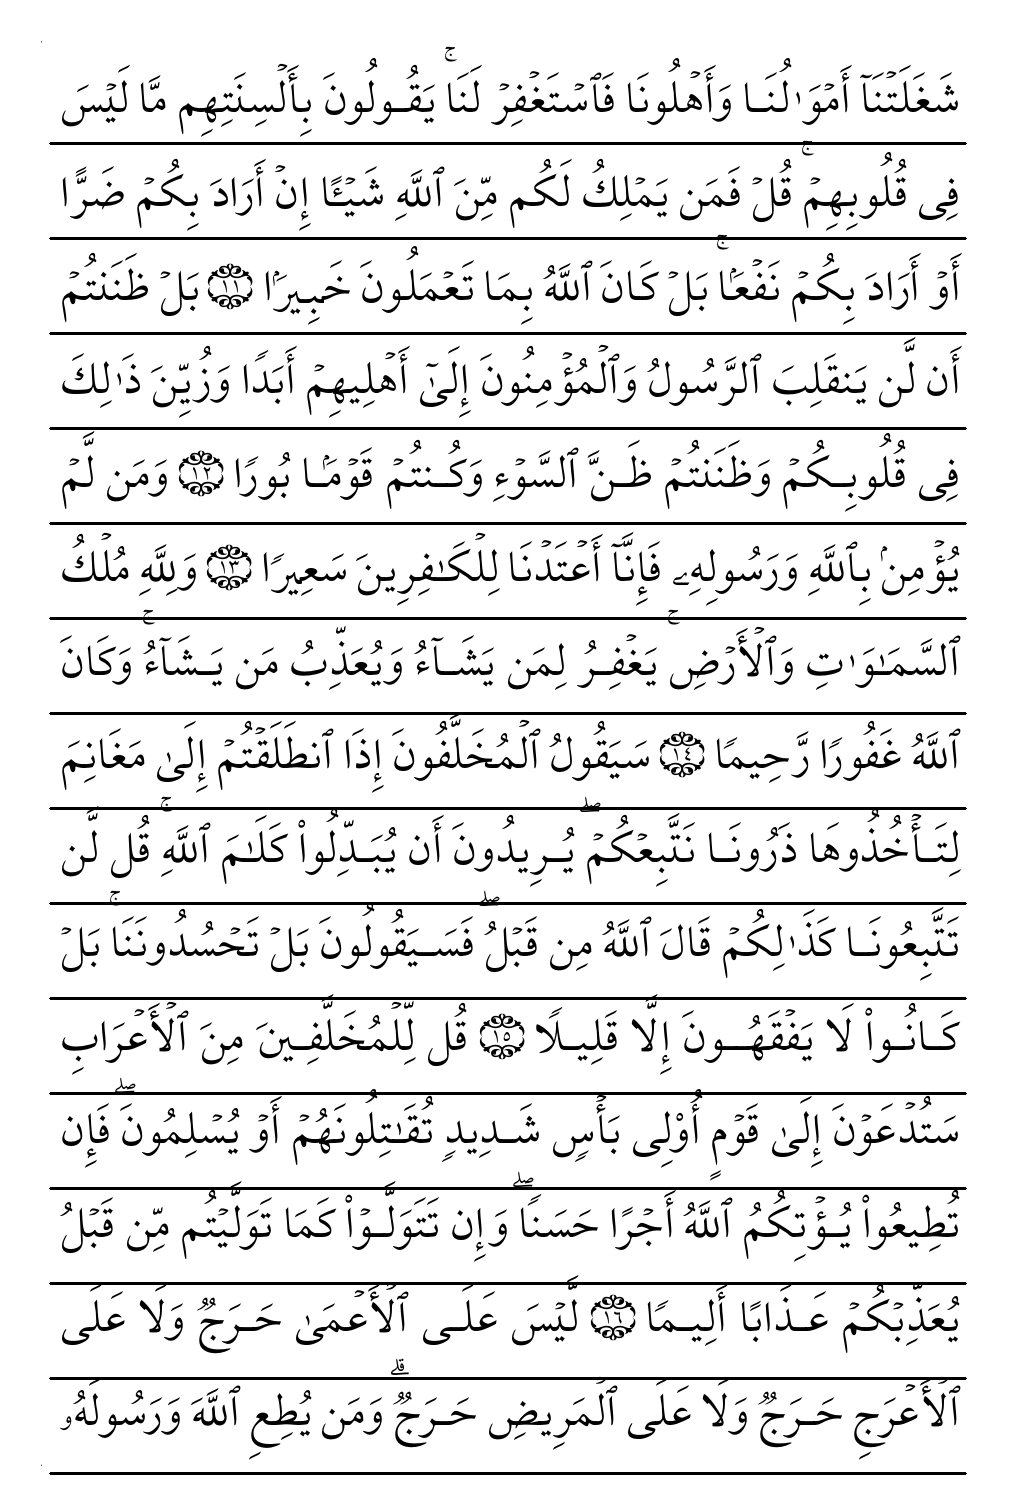 شَغَلَتۡنَآ أَمۡوَٰلُنَا وَأَهۡلُونَا فَٱسۡتَغۡفِرۡ لَنَاۚ يَقُولُونَ بِأَلۡسِنَتِهِم مَّا لَيۡسَ
فِي قُلُوبِهِمۡۚ قُلۡ فَمَن يَمۡلِكُ لَكُم مِّنَ ٱللَّهِ شَيۡـًٔا إِنۡ أَرَادَ بِكُمۡ ضَرًّا
أَوۡ أَرَادَ بِكُمۡ نَفۡعَۢاۚ بَلۡ كَانَ ٱللَّهُ بِمَا تَعۡمَلُونَ خَبِيرَۢا ١١ بَلۡ ظَنَنتُمۡ
أَن لَّن يَنقَلِبَ ٱلرَّسُولُ وَٱلۡمُؤۡمِنُونَ إِلَىٰٓ أَهۡلِيهِمۡ أَبَدًا وَزُيِّنَ ذَٰلِكَ
فِي قُلُوبِكُمۡ وَظَنَنتُمۡ ظَنَّ ٱلسَّوۡءِ وَكُنتُمۡ قَوۡمَۢا بُورًا ١٢ وَمَن لَّمۡ
يُؤۡمِنۢ بِٱللَّهِ وَرَسُولِهِۦ فَإِنَّآ أَعۡتَدۡنَا لِلۡكَٰفِرِينَ سَعِيرًا ١٣ وَلِلَّهِ مُلۡكُ
ٱلسَّمَٰوَٰتِ وَٱلۡأَرۡضِۚ يَغۡفِرُ لِمَن يَشَآءُ وَيُعَذِّبُ مَن يَشَآءُۚ وَكَانَ
ٱللَّهُ غَفُورًا رَّحِيمًا ١٤ سَيَقُولُ ٱلۡمُخَلَّفُونَ إِذَا ٱنطَلَقۡتُمۡ إِلَىٰ مَغَانِمَ
لِتَأۡخُذُوهَا ذَرُونَا نَتَّبِعۡكُمۡۖ يُرِيدُونَ أَن يُبَدِّلُواْ كَلَٰمَ ٱللَّهِۚ قُل لَّن
تَتَّبِعُونَا كَذَٰلِكُمۡ قَالَ ٱللَّهُ مِن قَبۡلُۖ فَسَيَقُولُونَ بَلۡ تَحۡسُدُونَنَاۚ بَلۡ
كَانُواْ لَا يَفۡقَهُونَ إِلَّا قَلِيلًا ١٥ قُل لِّلۡمُخَلَّفِينَ مِنَ ٱلۡأَعۡرَابِ
سَتُدۡعَوۡنَ إِلَىٰ قَوۡمٍ أُوْلِي بَأۡسٍ شَدِيدٍ تُقَٰتِلُونَهُمۡ أَوۡ يُسۡلِمُونَۖ فَإِن
تُطِيعُواْ يُؤۡتِكُمُ ٱللَّهُ أَجۡرًا حَسَنًاۖ وَإِن تَتَوَلَّوۡاْ كَمَا تَوَلَّيۡتُم مِّن قَبۡلُ
يُعَذِّبۡكُمۡ عَذَابًا أَلِيمًا ١٦ لَّيۡسَ عَلَى ٱلۡأَعۡمَىٰ حَرَجٞ وَلَا عَلَى
ٱلۡأَعۡرَجِ حَرَجٞ وَلَا عَلَى ٱلۡمَرِيضِ حَرَجٞۗ وَمَن يُطِعِ ٱللَّهَ وَرَسُولَهُۥ